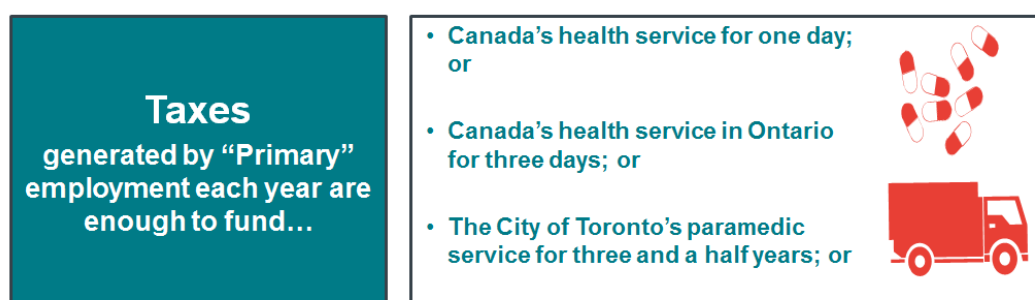 Taxes
generated by “Primary”
employment each year are
enough to fund…
• Canada’s health service for one day;
or
• Canada’s health service in Ontario
for three days; or
• The City of Toronto’s paramedic
service for three and a half years; or